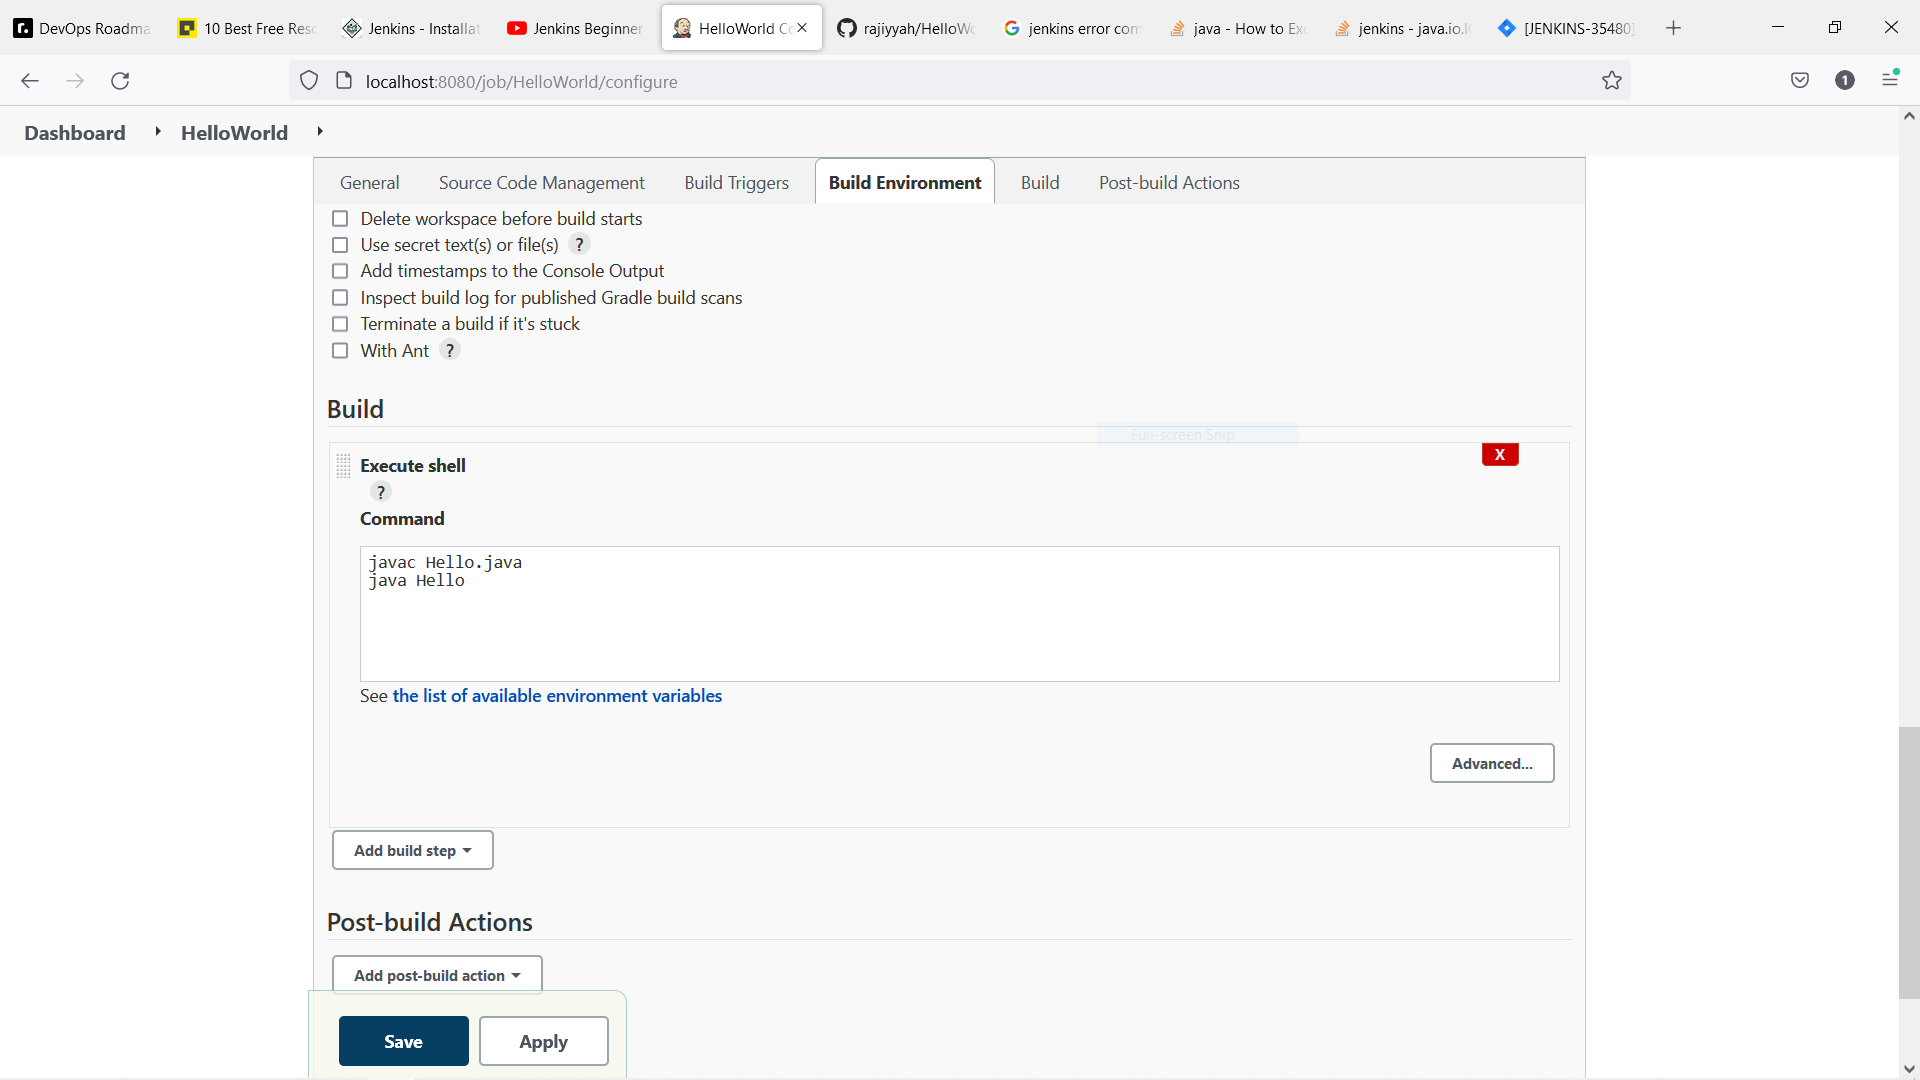 DevOps Roadma
10 Best Free Res
Jenkins - Installat
Jenkins Beginner
HelloWorld Co
rajiyyah/HelloWo
jenkins error com
java - How to Exe
jenkins - java.io.I
[JENKINS-35480]
localhost:8080/job/HelloWorld/configure
1
Dashboard
HelloWorld
General
Source Code Management
Build Triggers
Build Environment
Build
Post-build Actions
Delete workspace before build starts
Use secret text(s) or file(s) ?
Add timestamps to the Console Output
Inspect build log for published Gradle build scans
Terminate a build if it's stuck
With Ant ?
Build
Full-screen Snip
X
Execute shell
?
Command
javac Hello.java
java Hello
See the list of available environment variables
Advanced...
Add build step
Post-build Actions
Add post-build action
Save
Apply